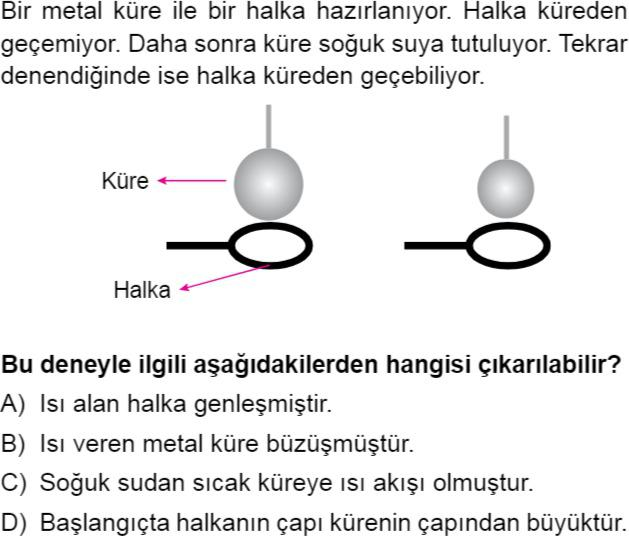 Bir metal küre ile bir halka hazırlanıyor. Halka küreden
geçemiyor. Daha sonra küre soğuk suya tutuluyor. Tekrar
denendiğinde ise halka küreden geçebiliyor.
Küre
Halka
Bu deneyle ilgili aşağıdakilerden hangisi çıkarılabilir?
A) Isı alan halka genleşmiştir.
B) Isı veren metal küre büzüşmüştür.
C) Soğuk sudan sıcak küreye ısı akışı olmuştur.
D) Başlangıçta halkanın çapı kürenin çapından büyüktür.